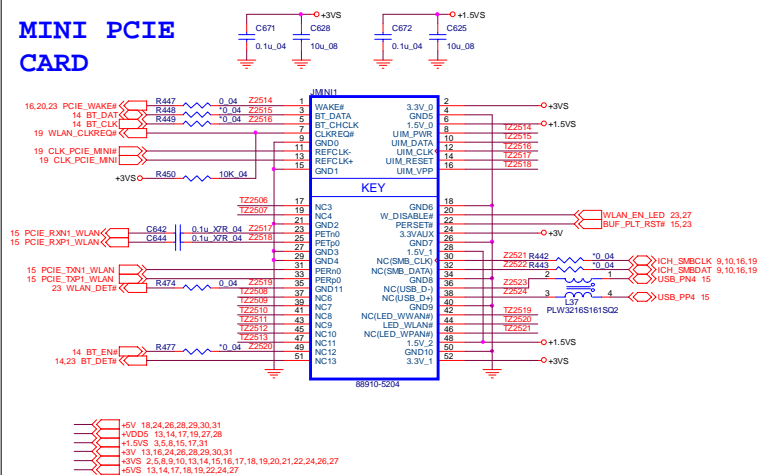 MINI PCIE
CARD
+3VS
C671
0.1u_04
C628
10u_08
+1.5VS
C672
0.1u_04
C625
10u_08
JMINI1
16,20,23 PCIE_WAKE# R447 0_04 Z2514 1 WAKE# 3.3V_0 2 +3VS
14 BT_DAT R448 *0_04 Z2515 3 BT_DATA GND5 4
14 BT_CLK R449 *0_04 Z2516 5 BT_CHCLK 1.5V_0 6 +1.5VS
19 WLAN_CLKREQ# 7 CLKREQ# UIM_PWR 8 TZ2514
9 GND0 UIM_DATA 10 TZ2515
19 CLK_PCIE_MINI# 11 REFCLK- UIM_CLK 12 TZ2516
19 CLK_PCIE_MINI 13 REFCLK+ UIM_RESET 14 TZ2517
15 GND1 UIM_VPP 16 TZ2518
+3VS R450 10K_04
KEY
TZ2506 17 NC3 GND6 18
TZ2507 19 NC4 W_DISABLE# 20 WLAN_EN_LED 23,27
21 GND2 PERSET# 22 BUF_PLT_RST# 15,23
15 PCIE_RXN1_WLAN C642 0.1u_X7R_04 Z2517 23 PETn0 3.3VAUX 24 +3V
15 PCIE_RXP1_WLAN C644 0.1u_X7R_04 Z2518 25 PETp0 GND7 26
27 GND3 1.5V_1 28
29 GND4 NC(SMB_CLK) 30 Z2521 R442 *0_04 ICH_SMBCLK 9,10,16,19
15 PCIE_TXN1_WLAN 31 PERn0 NC(SMB_DATA) 32 Z2522 R443 *0_04 ICH_SMBDAT 9,10,16,19
15 PCIE_TXP1_WLAN 33 PERp0 GND8 34
23 WLAN_DET# R474 0_04 Z2519 35 GND11 NC(USB_D-) 36 Z2523 2 1 USB_PN4 15
TZ2508 37 NC6 NC(USB_D+) 38 Z2524 3 4 USB_PP4 15
L37
PLW3216S161SQ2
TZ2509 39 NC7 GND9 40
TZ2510 41 NC8 NC(LED_WWAN#) 42 TZ2519
TZ2511 43 NC9 LED_WLAN# 44 TZ2520
TZ2512 45 NC10 NC(LED_WPAN#) 46 TZ2521
TZ2513 47 NC11 1.5V_2 48 +1.5VS
14 BT_EN# R477 *0_04 Z2520 49 NC12 GND10 50
14,23 BT_DET# 51 NC13 3.3V_1 52 +3VS
88910-5204
+5V 18,24,26,28,29,30,31
+VDD5 13,14,17,19,27,28
+1.5VS 3,5,8,15,17,31
+3V 13,16,24,26,28,29,30,31
+3VS 2,5,8,9,10,13,14,15,16,17,18,19,20,21,22,24,26,27
+5VS 13,14,17,18,19,22,24,27